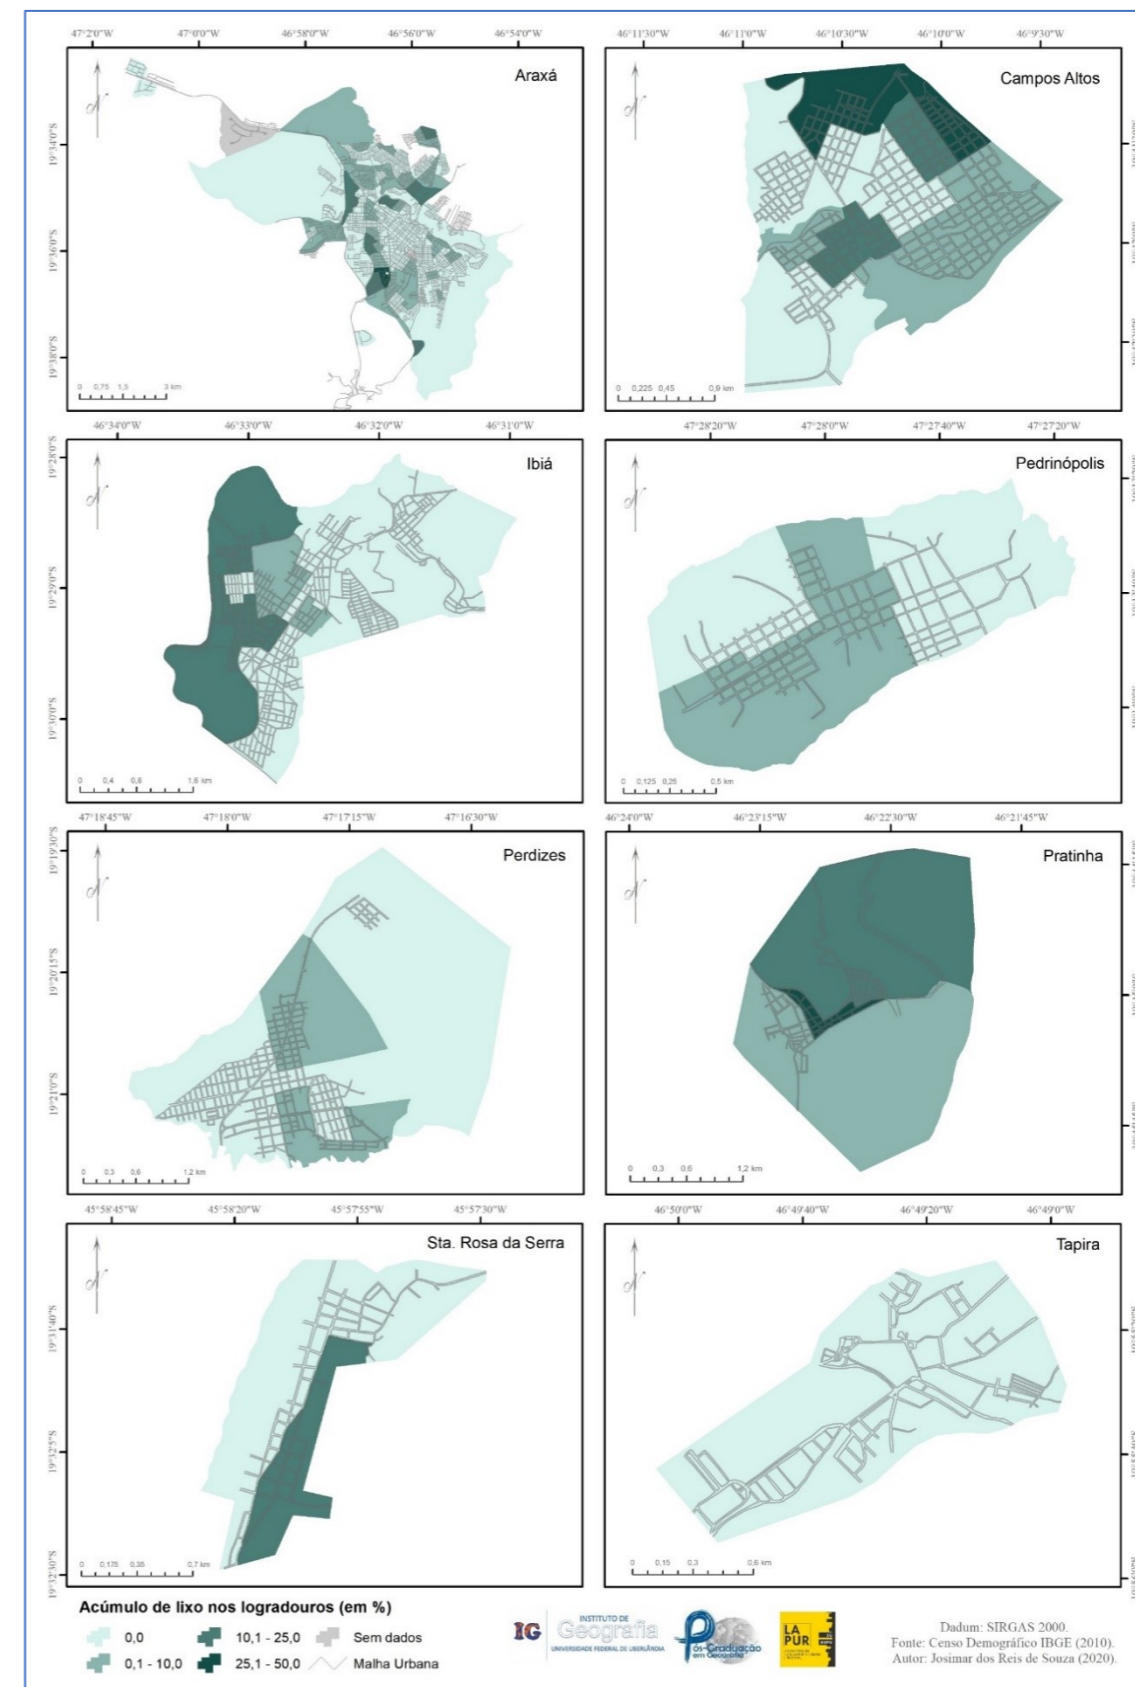 47°2'0"W 47°0'0"W 46°58'0"W 46°56'0"W 46°54'0"W
Araxá
19°34'0"S
19°36'0"S
19°38'0"S
0 0,75 1,5 3 km
46°11'30"W 46°11'0"W 46°10'30"W 46°10'0"W 46°9'30"W
Campos Altos
0 0,225 0,45 0,9 km
46°34'0"W 46°33'0"W 46°32'0"W 46°31'0"W
Ibiá
19°28'0"S
19°29'0"S
19°30'0"S
0 0,4 0,8 1,6 km
47°28'20"W 47°28'0"W 47°27'40"W 47°27'20"W
Pedrinópolis
0 0,125 0,25 0,5 km
47°18'45"W 47°18'0"W 47°17'15"W 47°16'30"W
Perdizes
19°19'30"S
19°20'15"S
19°21'0"S
0 0,3 0,6 1,2 km
46°24'0"W 46°23'15"W 46°22'30"W 46°21'45"W
Pratinha
0 0,3 0,6 1,2 km
45°58'45"W 45°58'20"W 45°57'55"W 45°57'30"W
Sta. Rosa da Serra
19°31'40"S
19°32'5"S
19°32'30"S
0 0,175 0,35 0,7 km
46°50'0"W 46°49'40"W 46°49'20"W 46°49'0"W
Tapira
0 0,15 0,3 0,6 km
Acúmulo de lixo nos logradouros (em %)
0,0 10,1 - 25,0 Sem dados
0,1 - 10,0 25,1 - 50,0 Malha Urbana
IG
INSTITUTO DE
Geografia
UNIVERSIDADE FEDERAL DE UBERLÂNDIA
Pós-Graduação
em Geografia
LA
PUR
Dadum: SIRGAS 2000.
Fonte: Censo Demográfico IBGE (2010).
Autor: Josimar dos Reis de Souza (2020).